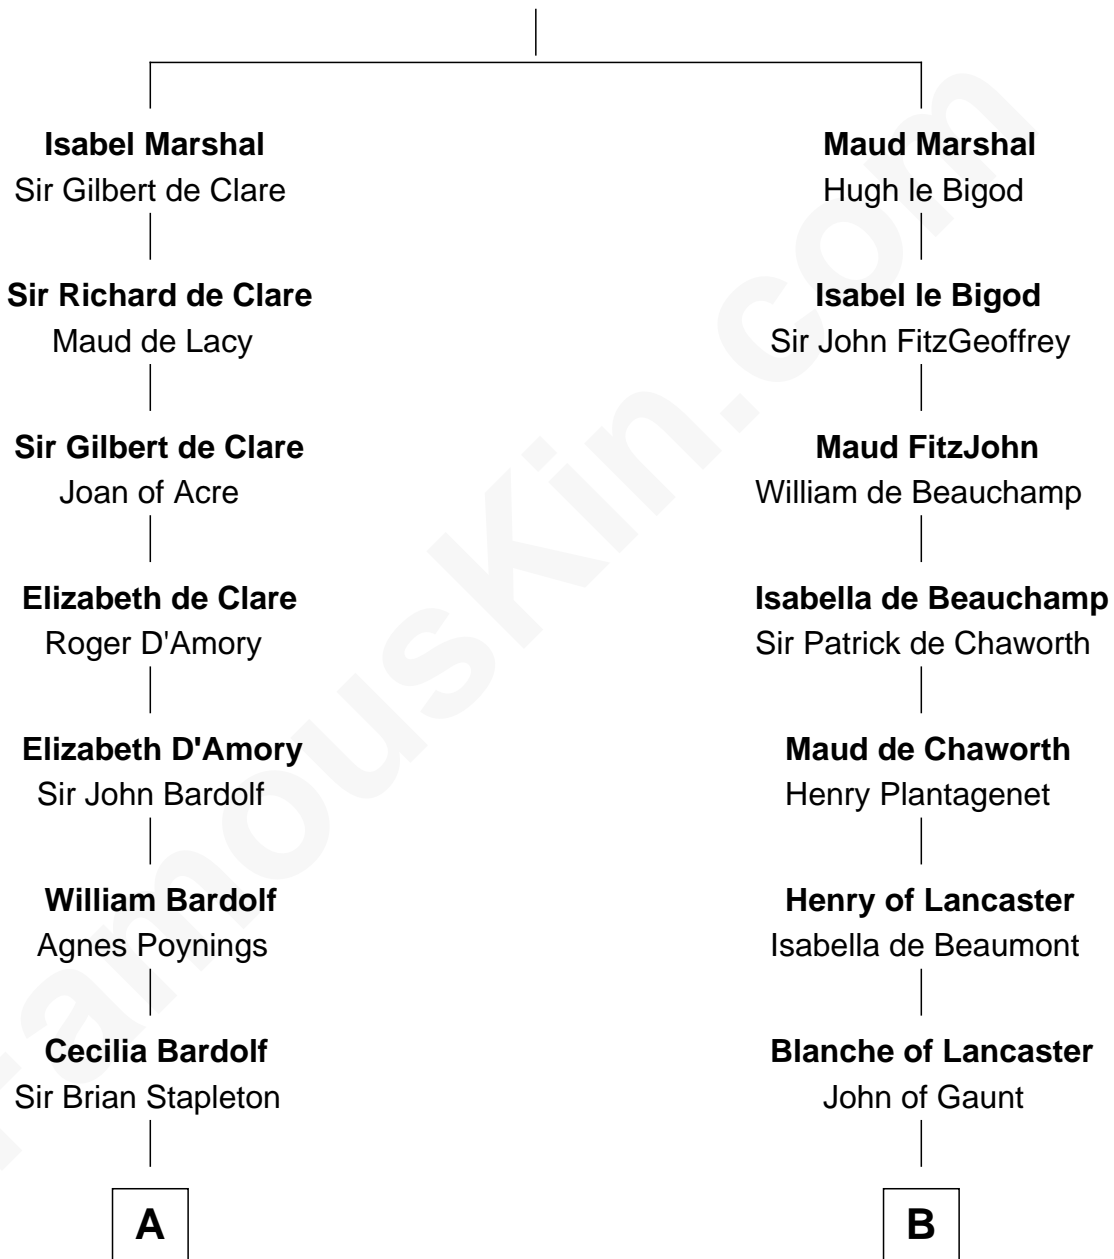 Isabel Marshal
Sir Gilbert de Clare
Sir Richard de Clare
Maud de Lacy
Sir Gilbert de Clare
Joan of Acre
Elizabeth de Clare
Roger D'Amory
Elizabeth D'Amory
Sir John Bardolf
William Bardolf
Agnes Poynings
Cecilia Bardolf
Sir Brian Stapleton
A
Maud Marshal
Hugh le Bigod
Isabel le Bigod
Sir John FitzGeoffrey
Maud FitzJohn
William de Beauchamp
Isabella de Beauchamp
Sir Patrick de Chaworth
Maud de Chaworth
Henry Plantagenet
Henry of Lancaster
Isabella de Beaumont
Blanche of Lancaster
John of Gaunt
B
FamousKin.com